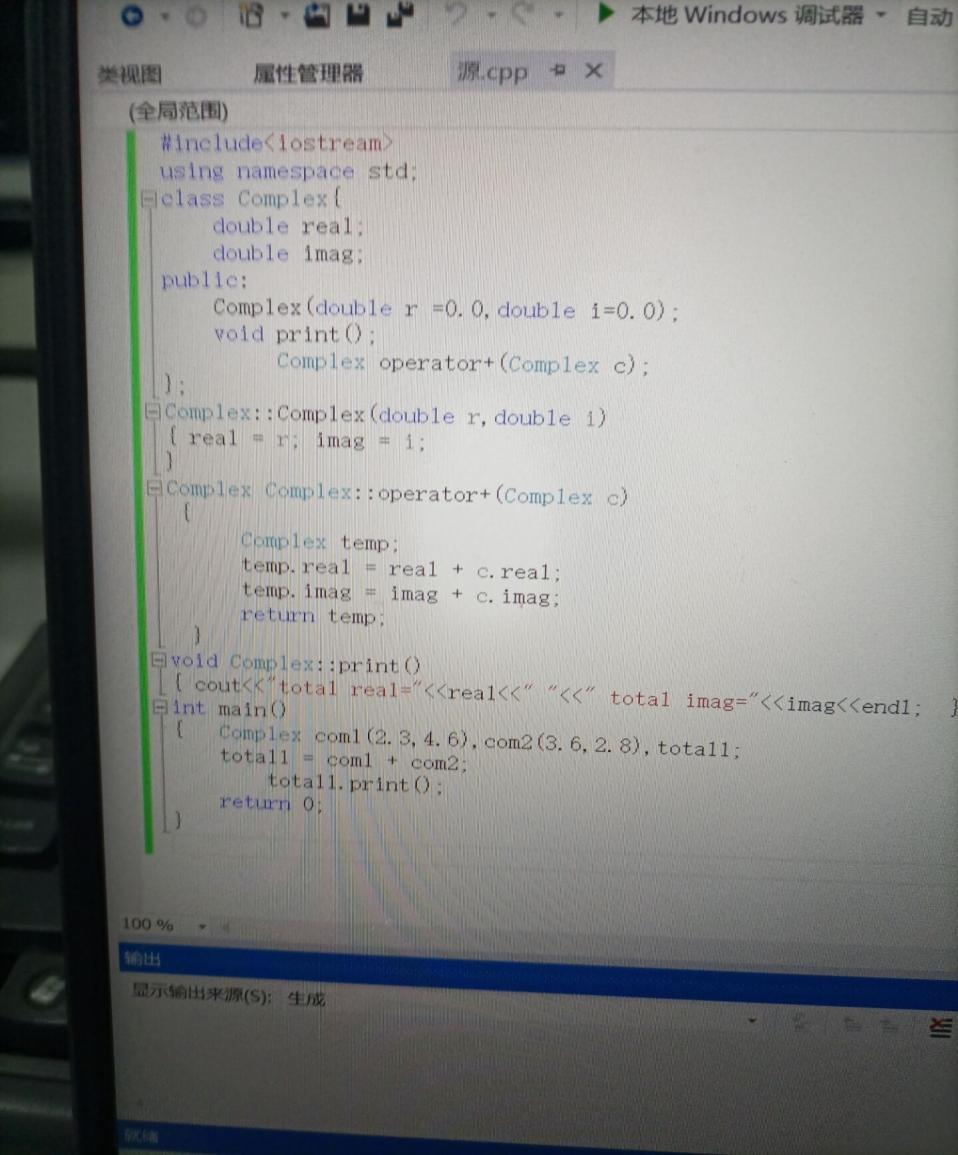 本地 Windows 调试器 自动
类视图 属性管理器 源.cpp
(全局范围)
#include<iostream>
using namespace std;
class Complex{
double real;
double imag;
public:
Complex(double r =0.0,double i=0.0);
void print();
Complex operator+(Complex c);
};
Complex::Complex(double r,double i)
{ real = r; imag = i;
}
Complex Complex::operator+(Complex c)
{
Complex temp;
temp.real = real + c.real;
temp.imag = imag + c.imag;
return temp;
}
void Complex::print()
{ cout<<"total real="<<real<<" "<<" total imag="<<imag<<endl; }
int main()
{ Complex com1(2.3,4.6),com2(3.6,2.8),total1;
total1 = com1 + com2;
total1.print();
return 0;
}
100 %
输出
显示输出来源(S): 生成
就绪